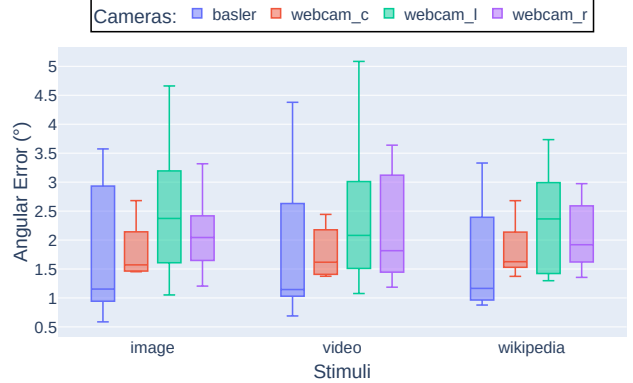 Cameras: basler webcam_c webcam_l webcam_r
Angular Error (°)
5
4.5
4
3.5
3
2.5
2
1.5
1
0.5
image video wikipedia
Stimuli